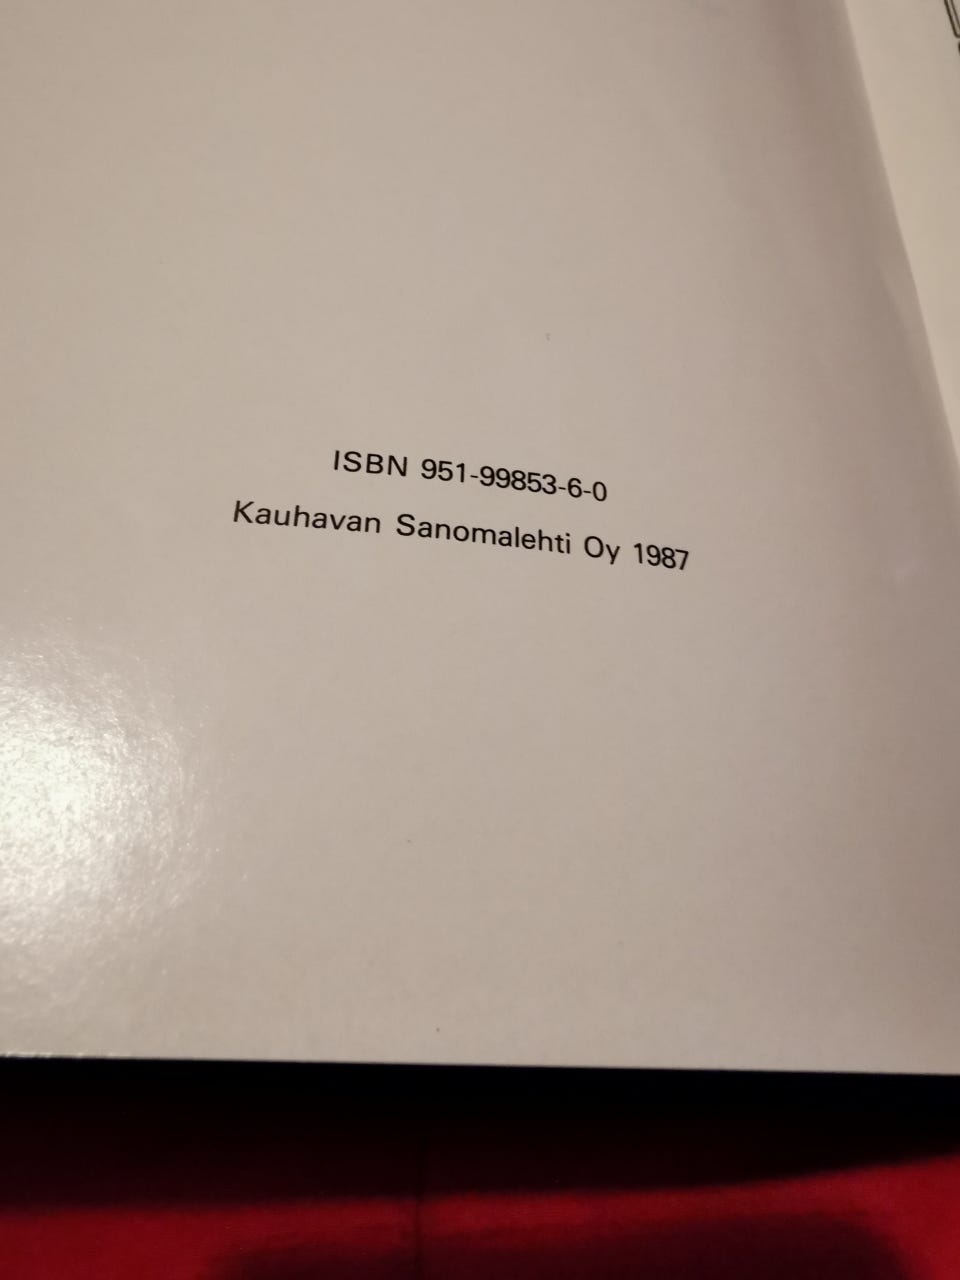 ISBN 951-99853-6-0
Kauhavan Sanomalehti Oy 1987